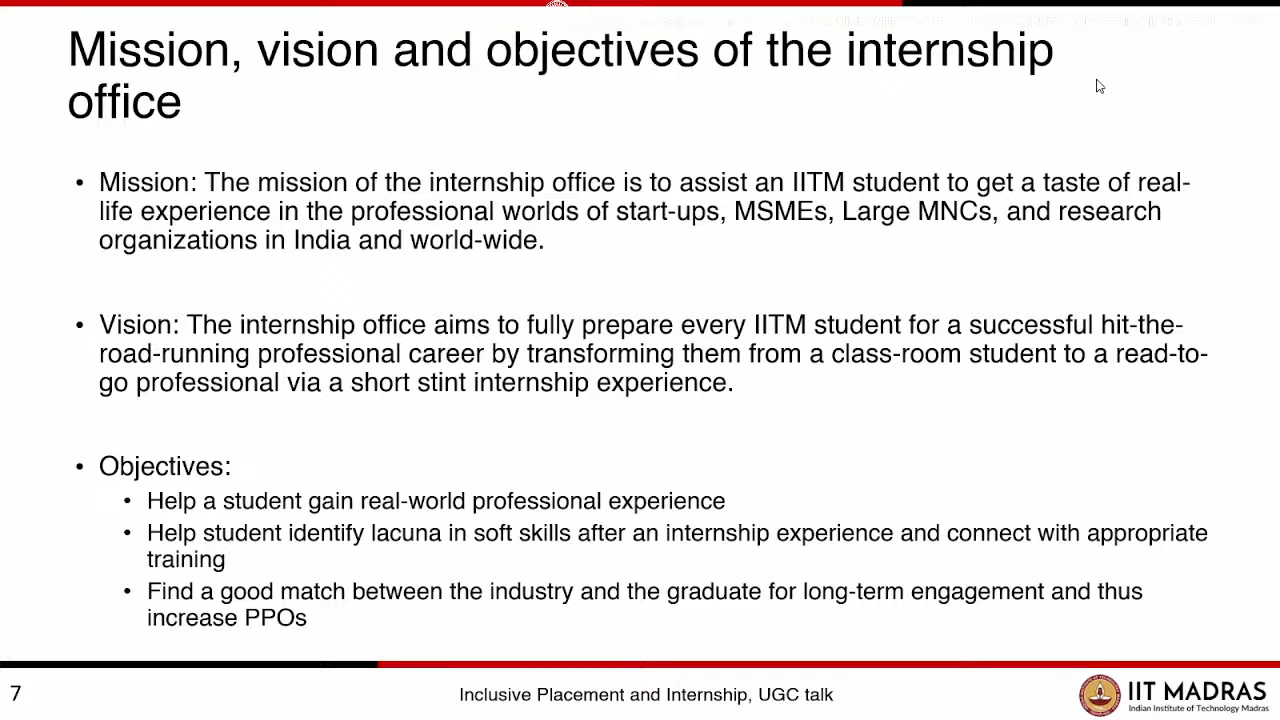 Mission, vision and objectives of the internship
office
• Mission: The mission of the internship office is to assist an IITM student to get a taste of real-
life experience in the professional worlds of start-ups, MSMEs, Large MNCs, and research
organizations in India and world-wide.
• Vision: The internship office aims to fully prepare every IITM student for a successful hit-the-
road-running professional career by transforming them from a class-room student to a read-to-
go professional via a short stint internship experience.
• Objectives:
• Help a student gain real-world professional experience
• Help student identify lacuna in soft skills after an internship experience and connect with appropriate
training
• Find a good match between the industry and the graduate for long-term engagement and thus
increase PPOs
7
Inclusive Placement and Internship, UGC talk
IIT MADRAS
Indian Institute of Technology Madras